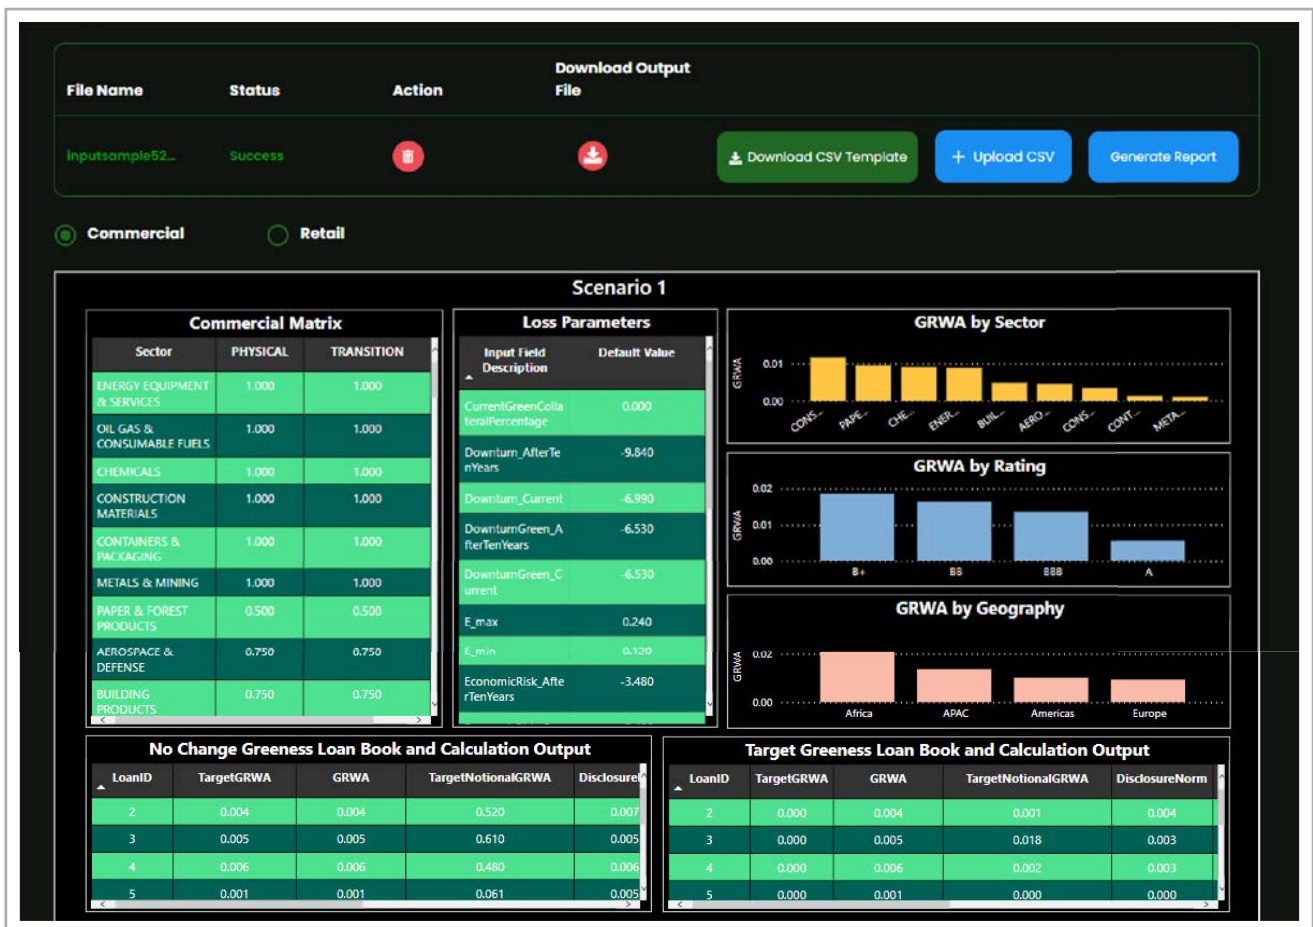 Download Output
File Name Status Action File
inputsample52... Success Download CSV Template + Upload CSV Generate Report
Commercial Retail
Scenario 1
Commercial Matrix
Sector PHYSICAL TRANSITION
ENERGY EQUIPMENT
& SERVICES 1.000 1.000
OIL GAS &
CONSUMABLE FUELS 1.000 1.000
CHEMICALS 1.000 1.000
CONSTRUCTION
MATERIALS 1.000 1.000
CONTAINERS &
PACKAGING 1.000 1.000
METALS & MINING 1.000 1.000
PAPER & FOREST
PRODUCTS 0.500 0.500
AEROSPACE &
DEFENSE 0.750 0.750
BUILDING
PRODUCTS 0.750 0.750
Loss Parameters
Input Field Default Value
Description
CurrentGreenColla
teralPercentage 0.000
Downturn_AfterTe
nYears -9.840
Downturn_Current -6.990
DownturnGreen_A
fterTenYears -6.530
DownturnGreen_C
urrent -6.530
E_max 0.240
E_min 0.120
EconomicRisk_Afte
rTenYears -3.480
GRWA by Sector
GRWA
0.01
0.00
CONS... PAPE... CHE... ENER... BUIL... AERO... CONS... CONT... META...
GRWA by Rating
GRWA
0.02
0.01
0.00
B+ BB BBB A
GRWA by Geography
GRWA
0.02
0.00
Africa APAC Americas Europe
No Change Greeness Loan Book and Calculation Output
LoanID TargetGRWA GRWA TargetNotionalGRWA Disclosure
2 0.004 0.004 0.520 0.007
3 0.005 0.005 0.610 0.005
4 0.006 0.006 0.480 0.006
5 0.001 0.001 0.061 0.005
Target Greeness Loan Book and Calculation Output
LoanID TargetGRWA GRWA TargetNotionalGRWA DisclosureNorm
2 0.000 0.004 0.001 0.004
3 0.000 0.005 0.018 0.003
4 0.000 0.006 0.002 0.003
5 0.000 0.001 0.000 0.000